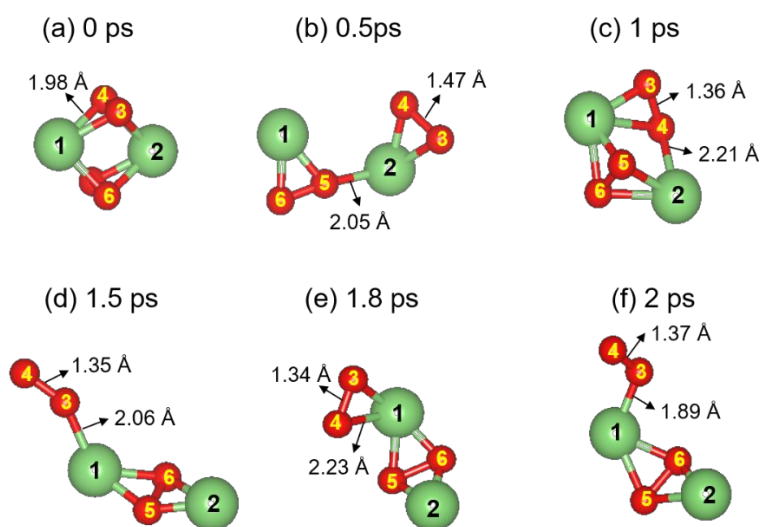 (a) 0 ps
(b) 0.5ps
(c) 1 ps
1.98 Å
4
3
1
2
6
1.47 Å
4
3
1
2
5
6
2.05 Å
3
1.36 Å
1
4
5
2.21 Å
6
2
(d) 1.5 ps
(e) 1.8 ps
(f) 2 ps
4
1.35 Å
3
2.06 Å
1
6
5
2
1.34 Å
3
4
1
2.23 Å
6
5
2
1.37 Å
4
3
1.89 Å
1
6
5
2